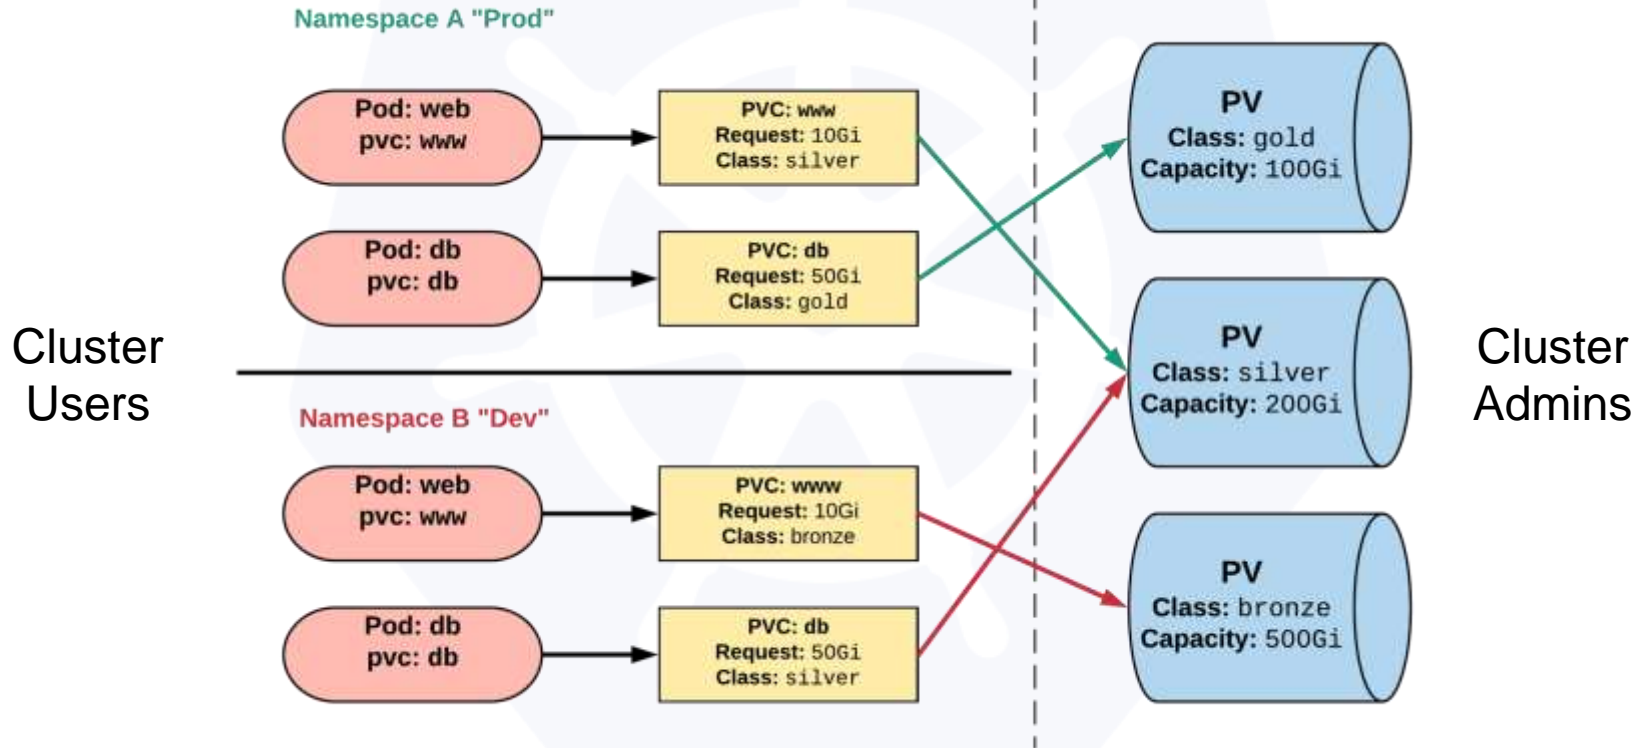 Namespace A "Prod"
Pod: web
pvc: www
PVC: www
Request: 10Gi
Class: silver
PV
Class: gold
Capacity: 100Gi
Pod: db
pvc: db
PVC: db
Request: 50Gi
Class: gold
Cluster
Users
PV
Class: silver
Capacity: 200Gi
Cluster
Admins
Namespace B "Dev"
Pod: web
pvc: www
PVC: www
Request: 10Gi
Class: bronze
Pod: db
pvc: db
PVC: db
Request: 50Gi
Class: silver
PV
Class: bronze
Capacity: 500Gi